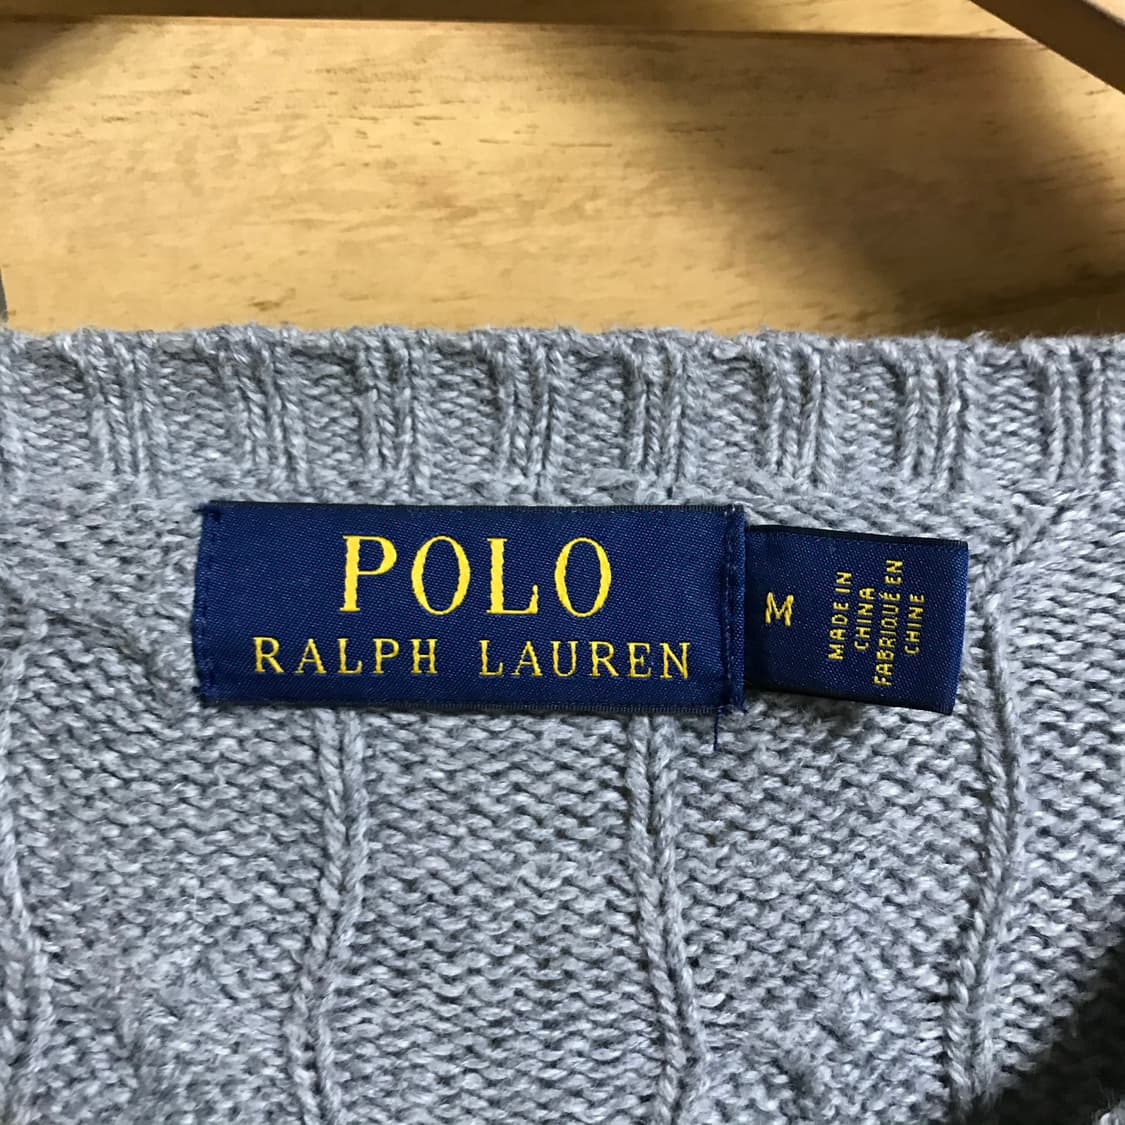 POLO
RALPH LAUREN
M
MADE IN
CHINA
FABRIQUÉ EN
CHINE